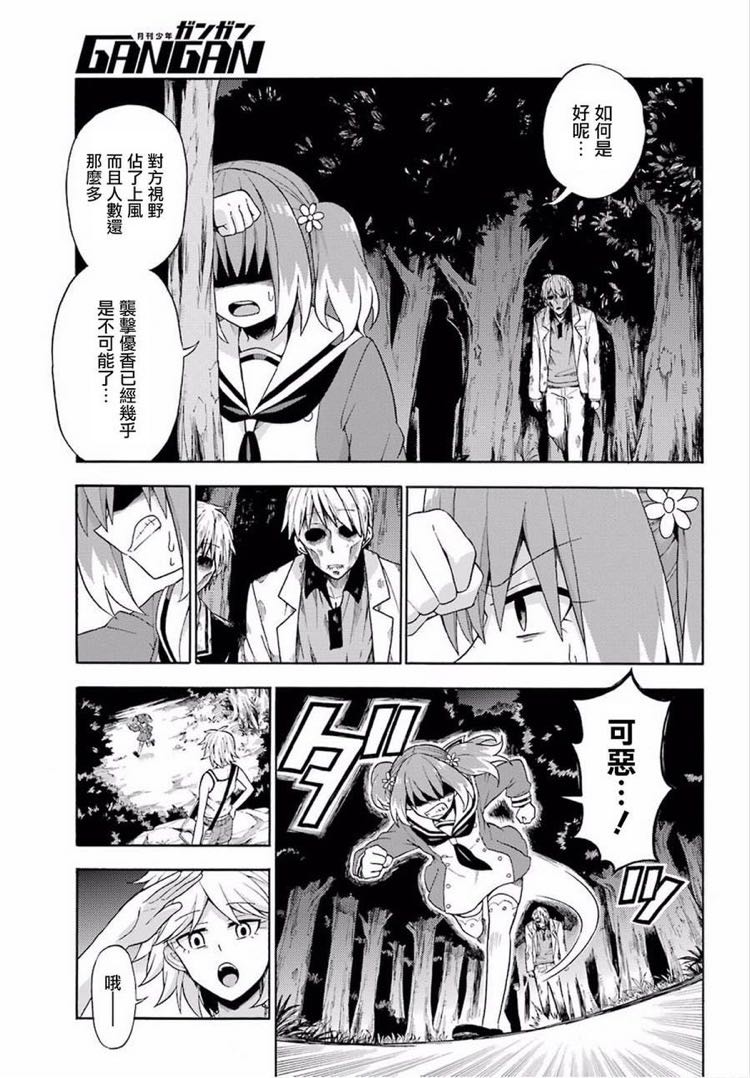 月刊少年
ガンガン
GANGAN
如何是
好呢…
對方視野
佔了上風
而且人數還
那麼多
襲擊優香已經幾乎
是不可能了…
可惡…！
ダッ
哦——